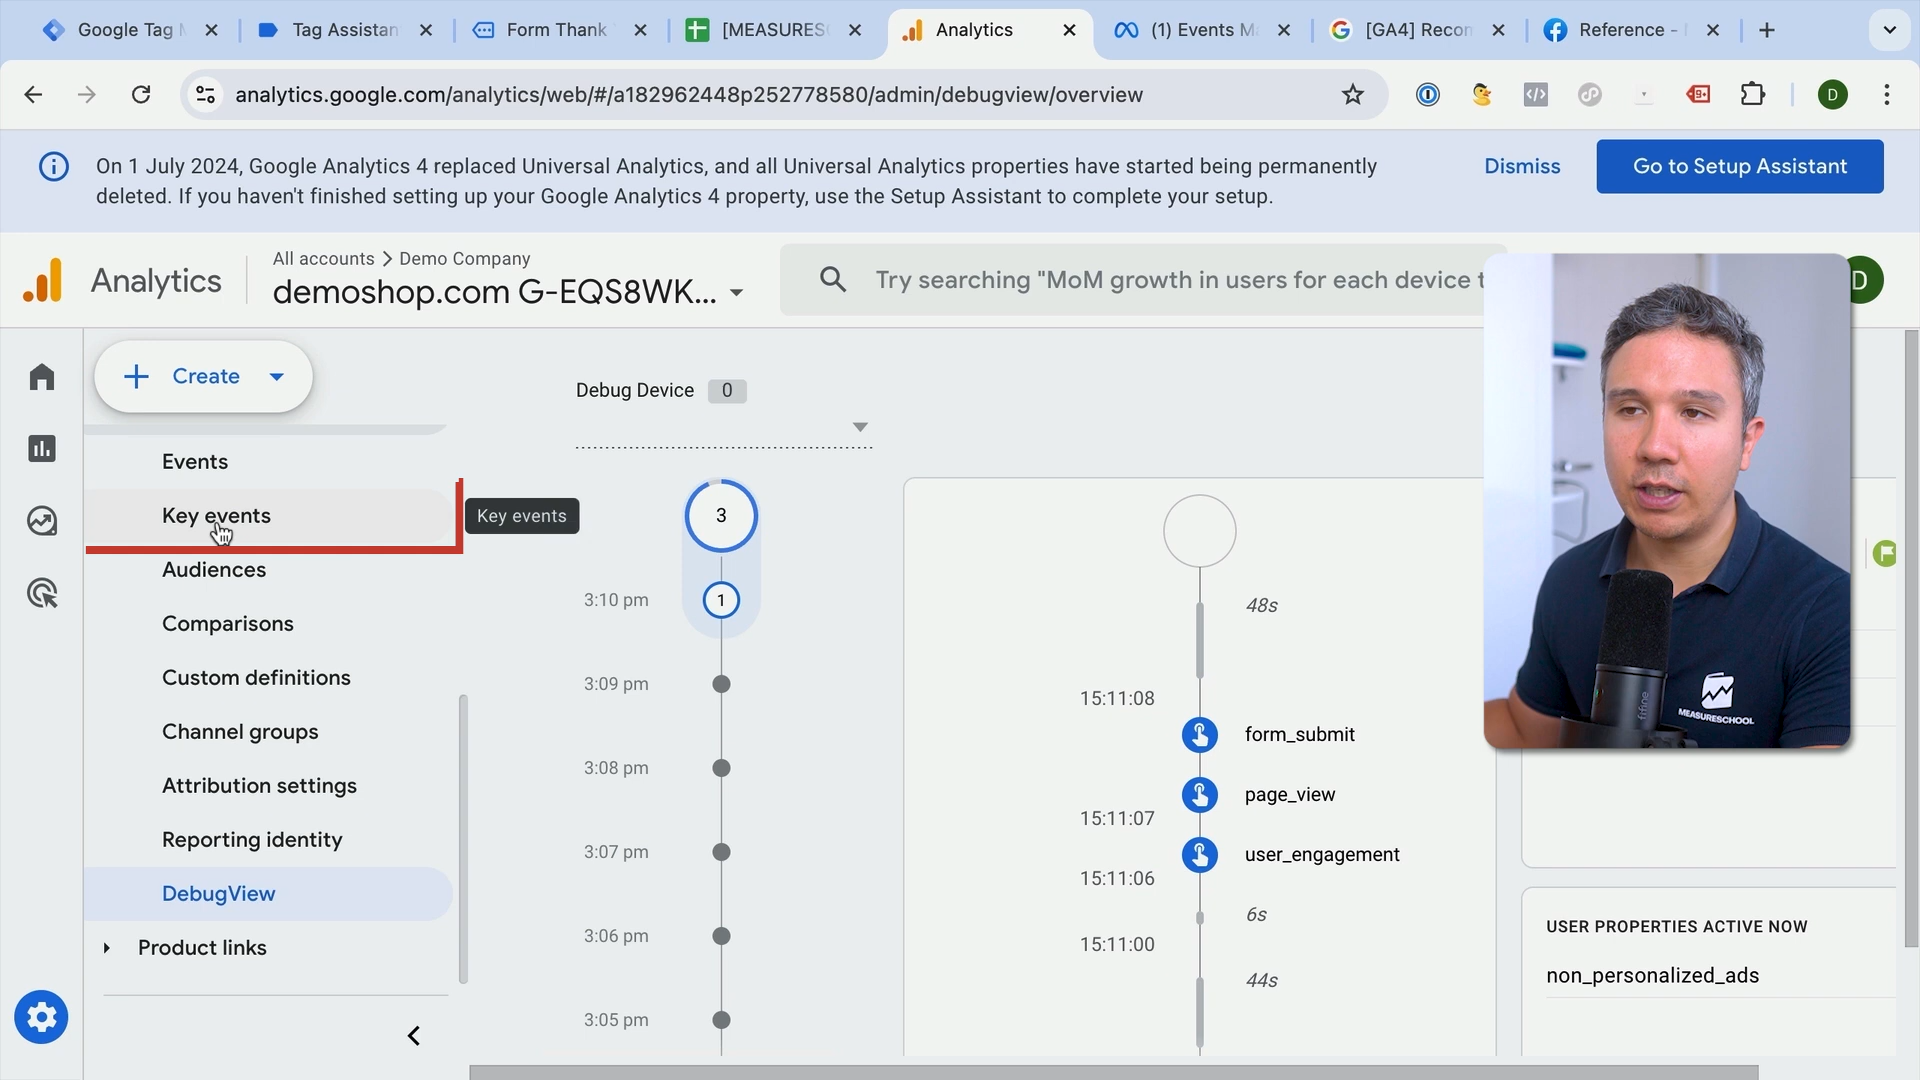 Google Tag M
Tag Assistan
Form Thank
[MEASURESC
Analytics
(1) Events Ma
[GA4] Recom
Reference -
analytics.google.com/analytics/web/#/a182962448p252778580/admin/debugview/overview
9+
D
On 1 July 2024, Google Analytics 4 replaced Universal Analytics, and all Universal Analytics properties have started being permanently
deleted. If you haven't finished setting up your Google Analytics 4 property, use the Setup Assistant to complete your setup.
Dismiss
Go to Setup Assistant
Analytics
All accounts > Demo Company
demoshop.com G-EQS8WK...
Try searching "MoM growth in users for each device t
D
Create
Events
Key events
Key events
Audiences
Comparisons
Custom definitions
Channel groups
Attribution settings
Reporting identity
DebugView
Product links
Debug Device 0
3
3:10 pm
1
3:09 pm
3:08 pm
3:07 pm
3:06 pm
3:05 pm
48s
15:11:08
form_submit
page_view
15:11:07
user_engagement
15:11:06
6s
15:11:00
44s
MEASURESCHOOL
fifine
USER PROPERTIES ACTIVE NOW
non_personalized_ads